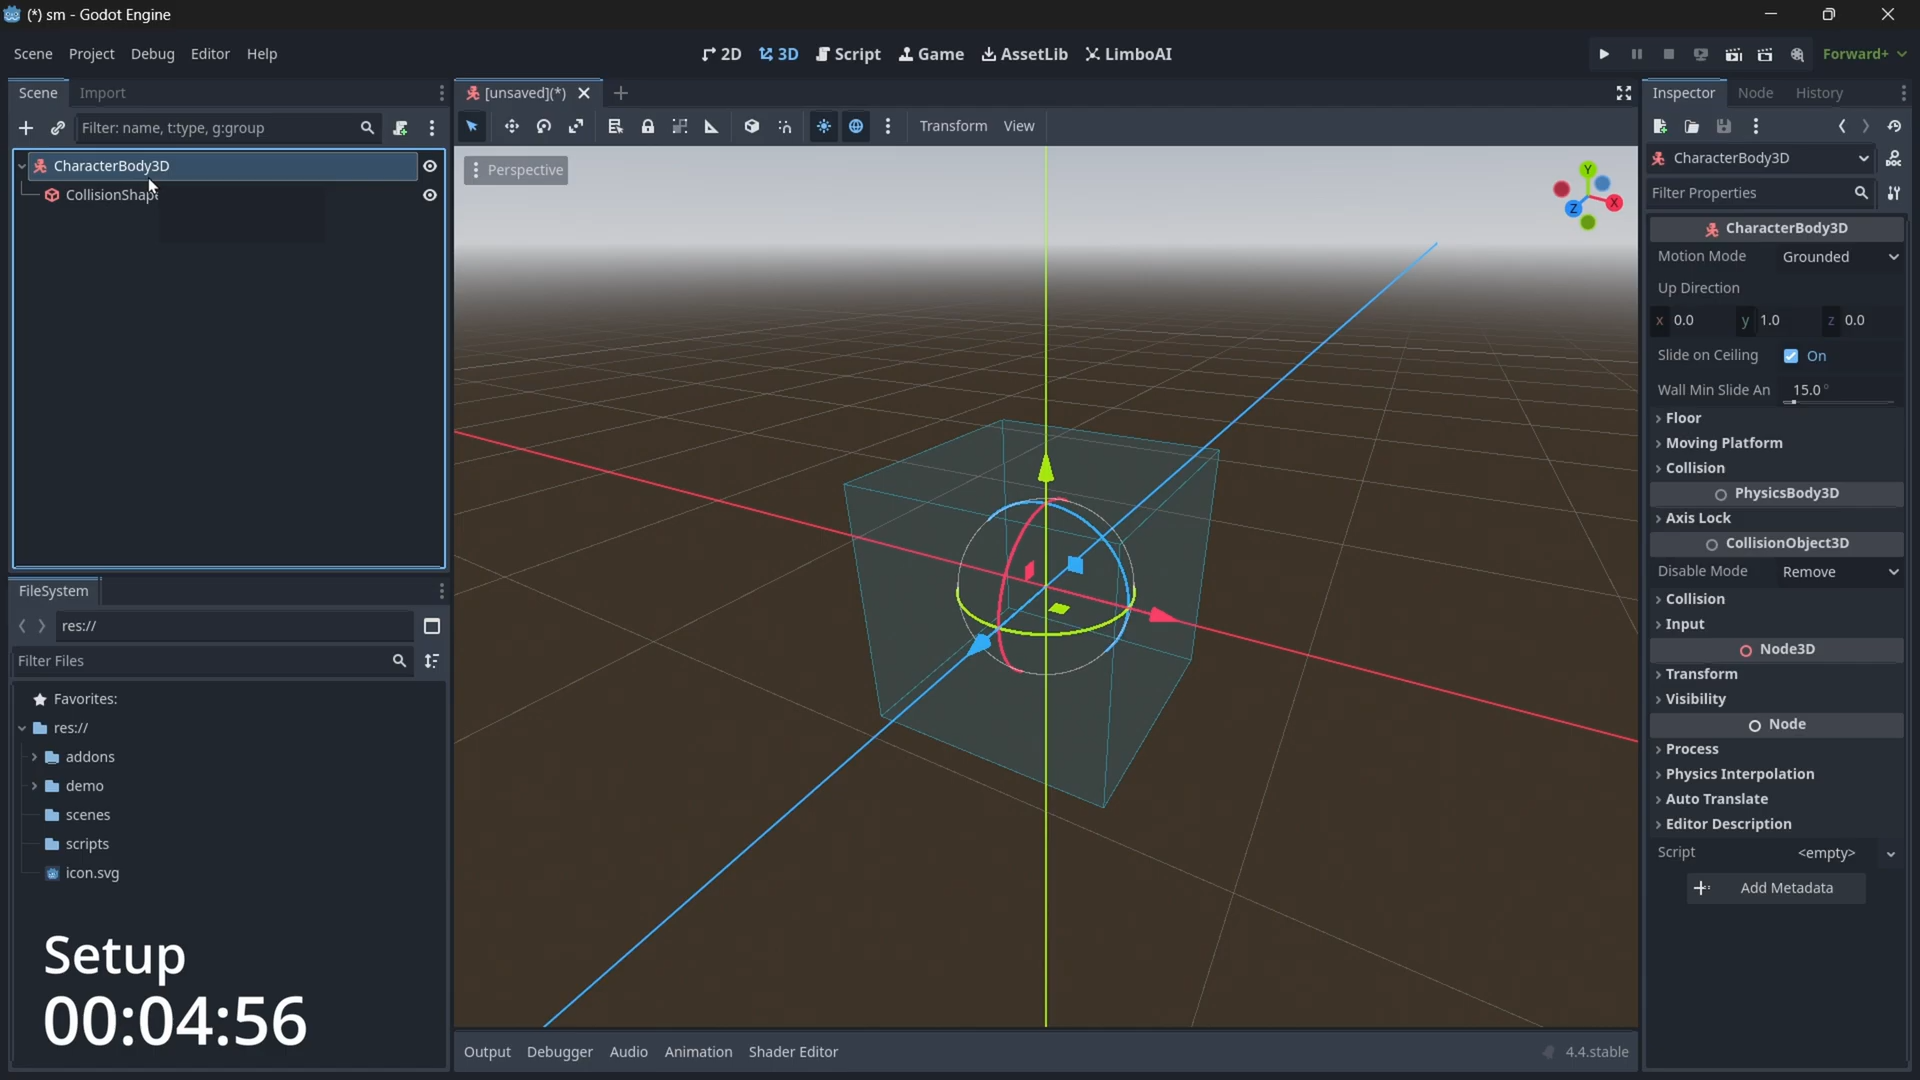 (*) sm - Godot Engine
Scene Project Debug Editor Help
2D 3D Script Game AssetLib LimboAI
Forward+
Scene Import
[unsaved](*)
Inspector Node History
Filter: name, t:type, g:group
Transform View
CharacterBody3D
CollisionShape
Perspective
Y
X
Z
CharacterBody3D
Filter Properties
CharacterBody3D
Motion Mode Grounded
Up Direction
x 0.0 y 1.0 z 0.0
Slide on Ceiling On
Wall Min Slide An 15.0 °
Floor
Moving Platform
Collision
PhysicsBody3D
Axis Lock
CollisionObject3D
Disable Mode Remove
Collision
Input
Node3D
Transform
Visibility
Node
Process
Physics Interpolation
Auto Translate
Editor Description
Script <empty>
Add Metadata
FileSystem
res://
Filter Files
Favorites:
res://
addons
demo
scenes
scripts
icon.svg
Setup
00:04:56
Output Debugger Audio Animation Shader Editor
4.4.stable